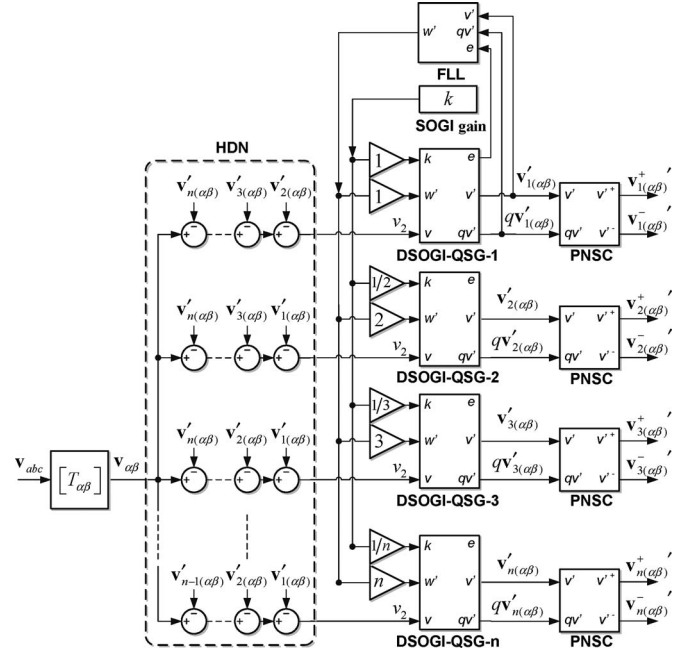 v'
w' qv'
e
FLL
k
SOGI gain
HDN
v′n(αβ) v′3(αβ) v′2(αβ)
1 k e
1 w' v' v′1(αβ) v' v'+ v+1(αβ)′
v2 v qv' qv′1(αβ) qv' v'- v−1(αβ)′
DSOGI-QSG-1 PNSC
v′n(αβ) v′3(αβ) v′1(αβ)
1/2 k e
2 w' v' v′2(αβ) v' v'+ v+2(αβ)′
v2 v qv' qv′2(αβ) qv' v'- v−2(αβ)′
DSOGI-QSG-2 PNSC
v′n(αβ) v′2(αβ) v′1(αβ)
1/3 k e
3 w' v' v′3(αβ) v' v'+ v+3(αβ)′
vabc [Tαβ] vαβ v2 v qv' qv′3(αβ) qv' v'- v−3(αβ)′
DSOGI-QSG-3 PNSC
v′n−1(αβ) v′2(αβ) v′1(αβ)
1/n k e
n w' v' v′n(αβ) v' v'+ v+n(αβ)′
v2 v qv' qv′n(αβ) qv' v'- v−n(αβ)′
DSOGI-QSG-n PNSC